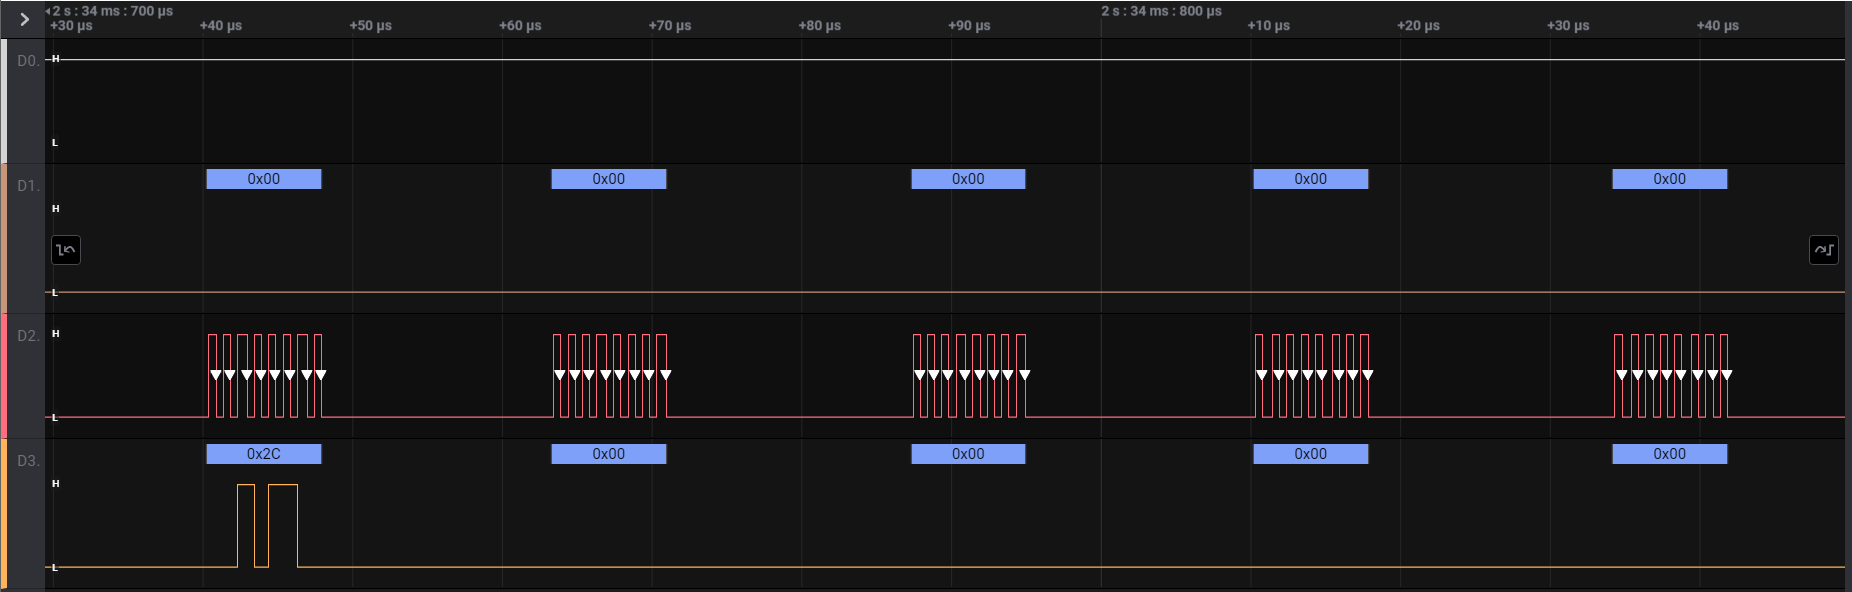 2 s : 34 ms : 700 µs 2 s : 34 ms : 800 µs
+30 µs +40 µs +50 µs +60 µs +70 µs +80 µs +90 µs +10 µs +20 µs +30 µs +40 µs
D0. H
L
0x00 0x00 0x00 0x00 0x00
D1.
H
L
D2. H
L
0x2C 0x00 0x00 0x00 0x00
D3.
H
L